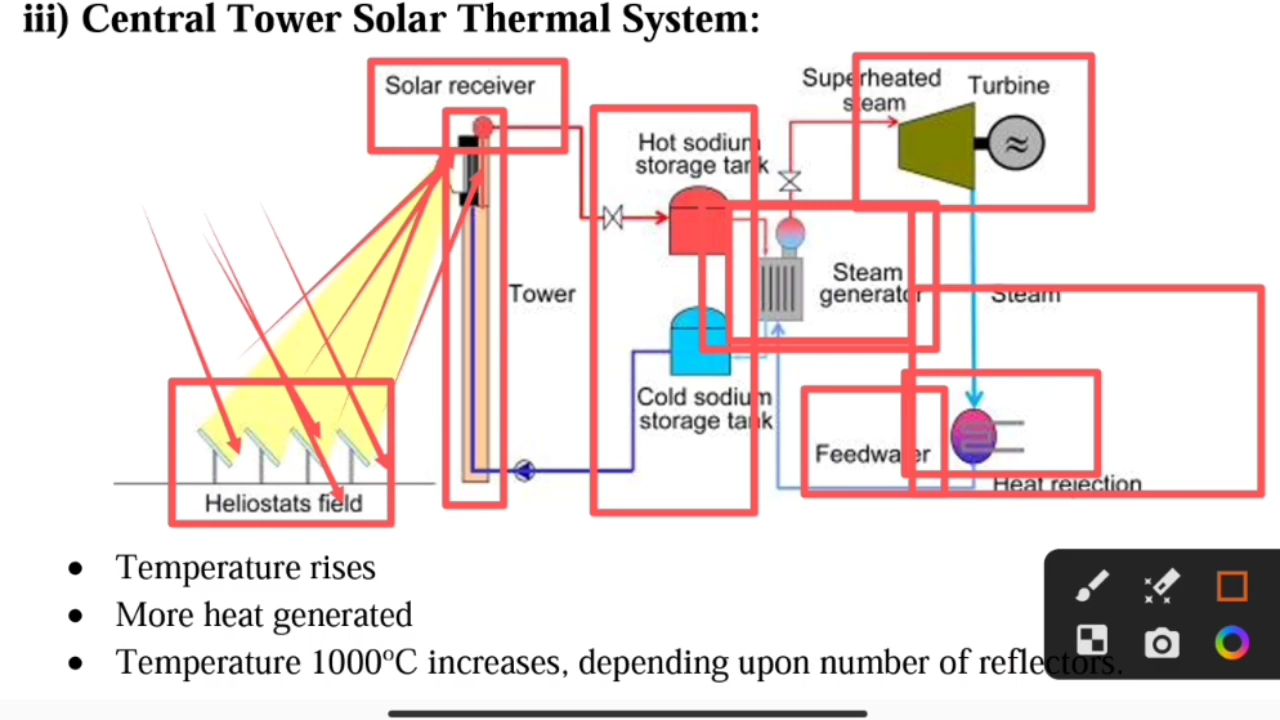 iii) Central Tower Solar Thermal System:
Solar receiver
Superheated
steam
Turbine
Hot sodium
storage tank
Tower
Steam
generator
Steam
Cold sodium
storage tank
Feedwater
Heat rejection
Heliostats field
• Temperature rises
• More heat generated
• Temperature 1000°C increases, depending upon number of reflectors.